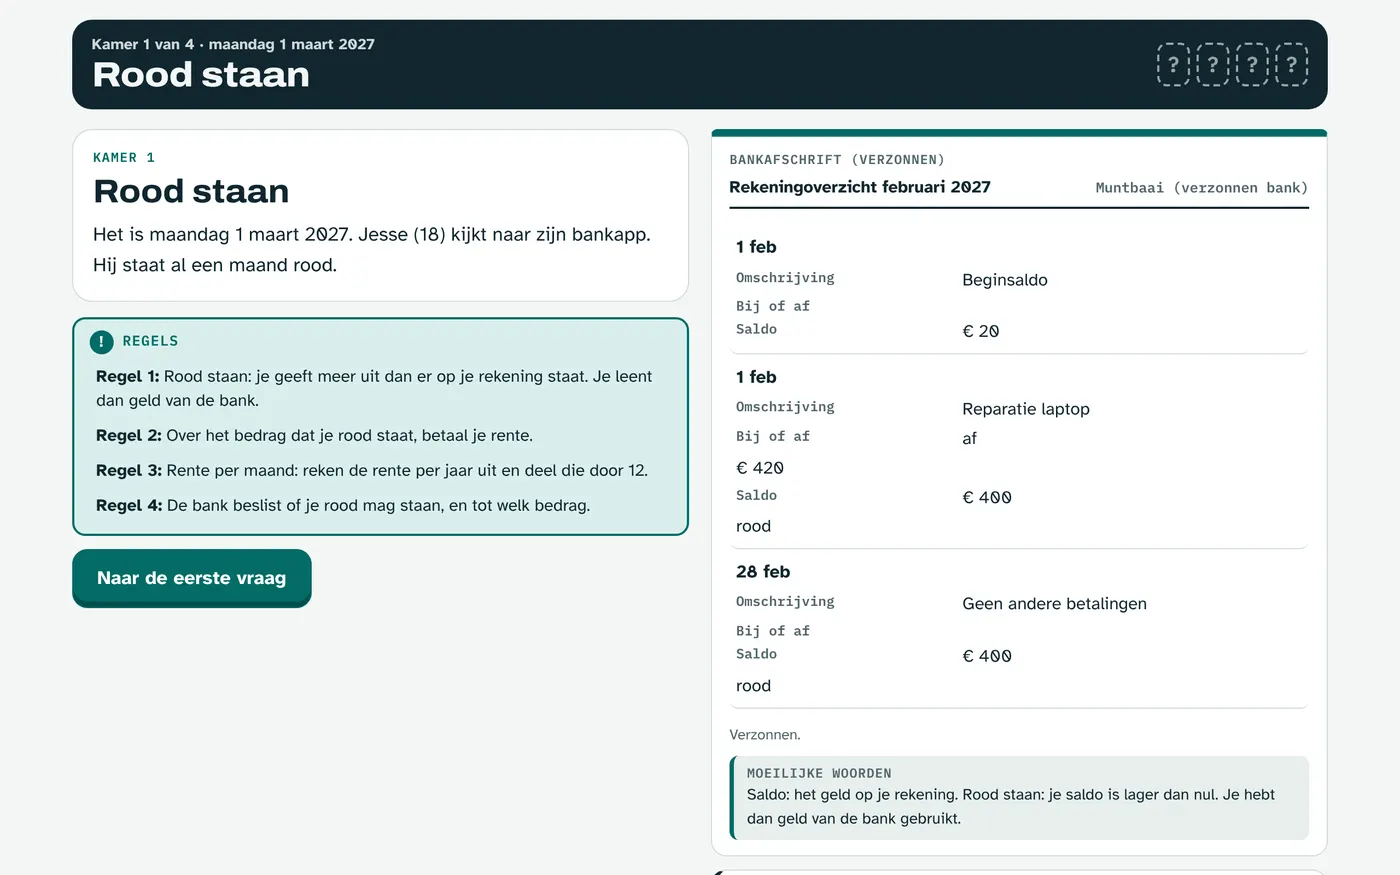 Kamer 1 van 4 · maandag 1 maart 2027
Rood staan
? ? ? ?
KAMER 1
Rood staan
Het is maandag 1 maart 2027. Jesse (18) kijkt naar zijn bankapp.
Hij staat al een maand rood.
! REGELS
Regel 1: Rood staan: je geeft meer uit dan er op je rekening staat. Je leent
dan geld van de bank.
Regel 2: Over het bedrag dat je rood staat, betaal je rente.
Regel 3: Rente per maand: reken de rente per jaar uit en deel die door 12.
Regel 4: De bank beslist of je rood mag staan, en tot welk bedrag.
Naar de eerste vraag
BANKAFSCHRIFT (VERZONNEN)
Rekeningoverzicht februari 2027 Muntbaai (verzonnen bank)
1 feb
Omschrijving Beginsaldo
Bij of af
Saldo € 20
1 feb
Omschrijving Reparatie laptop
Bij of af af
€ 420
Saldo € 400
rood
28 feb
Omschrijving Geen andere betalingen
Bij of af
Saldo € 400
rood
Verzonnen.
MOEILIJKE WOORDEN
Saldo: het geld op je rekening. Rood staan: je saldo is lager dan nul. Je hebt
dan geld van de bank gebruikt.